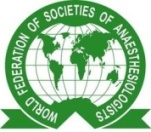 WORLD FEDERATION OF SOCIETIES OF ANAESTHESIOLOGISTS